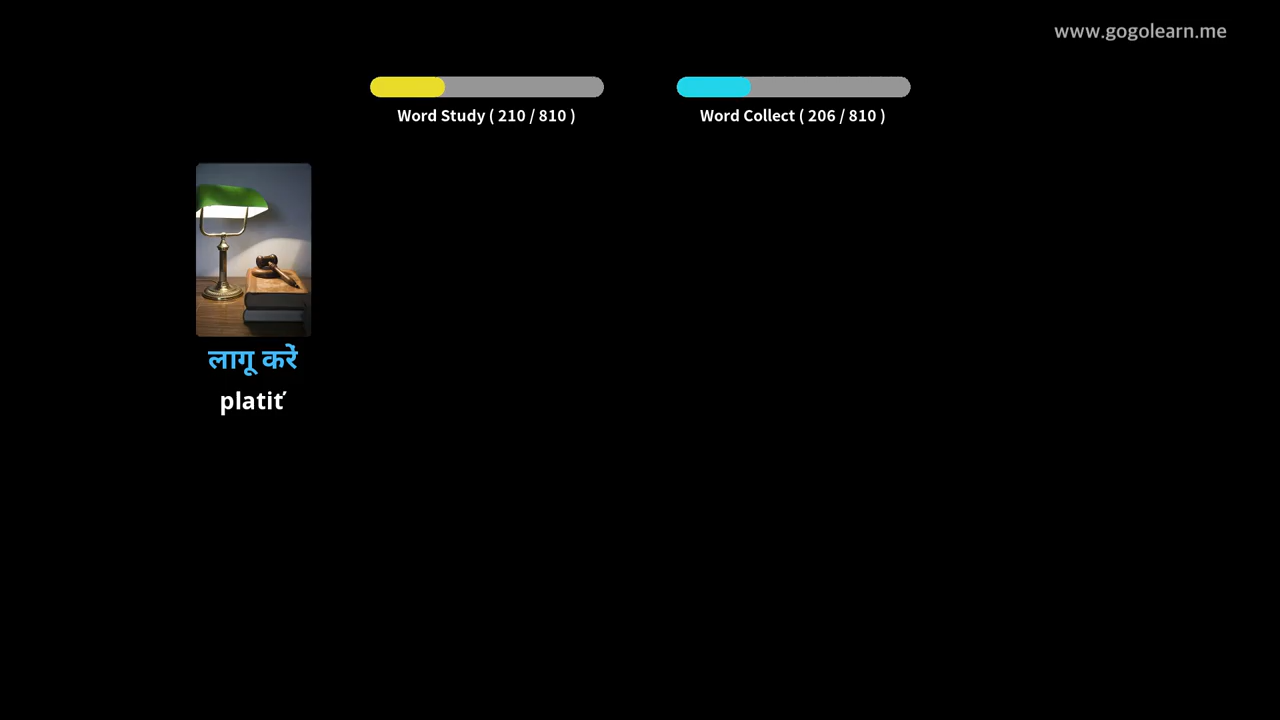 www.gogolearn.me
Word Study ( 210 / 810 )
Word Collect ( 206 / 810 )
लागू करें
platiť